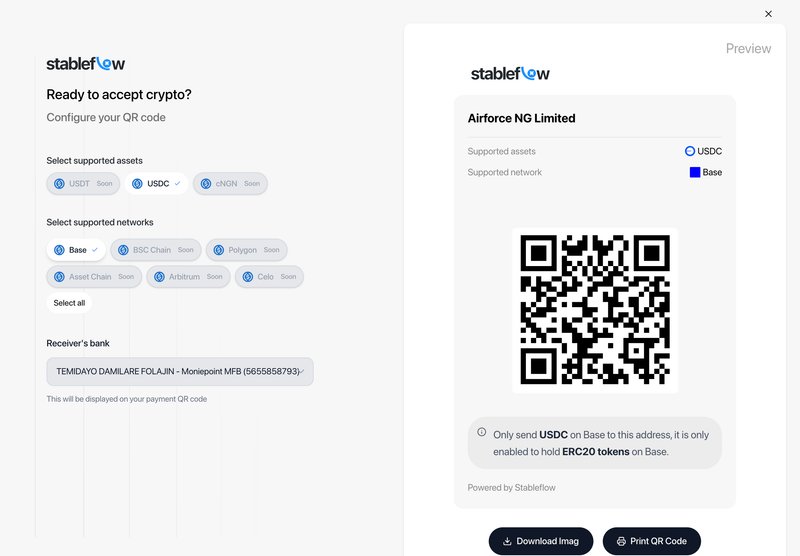 Preview
stableflow
Ready to accept crypto?
Configure your QR code
Select supported assets
USDT Soon
USDC
cNGN Soon
Select supported networks
Base
BSC Chain Soon
Polygon Soon
Asset Chain Soon
Arbitrum Soon
Celo Soon
Select all
Receiver's bank
TEMIDAYO DAMILARE FOLAJIN - Moniepoint MFB (5655858793)
This will be displayed on your payment QR code
stableflow
Airforce NG Limited
Supported assets USDC
Supported network Base
Only send USDC on Base to this address, it is only
enabled to hold ERC20 tokens on Base.
Powered by Stableflow
Download Imag
Print QR Code